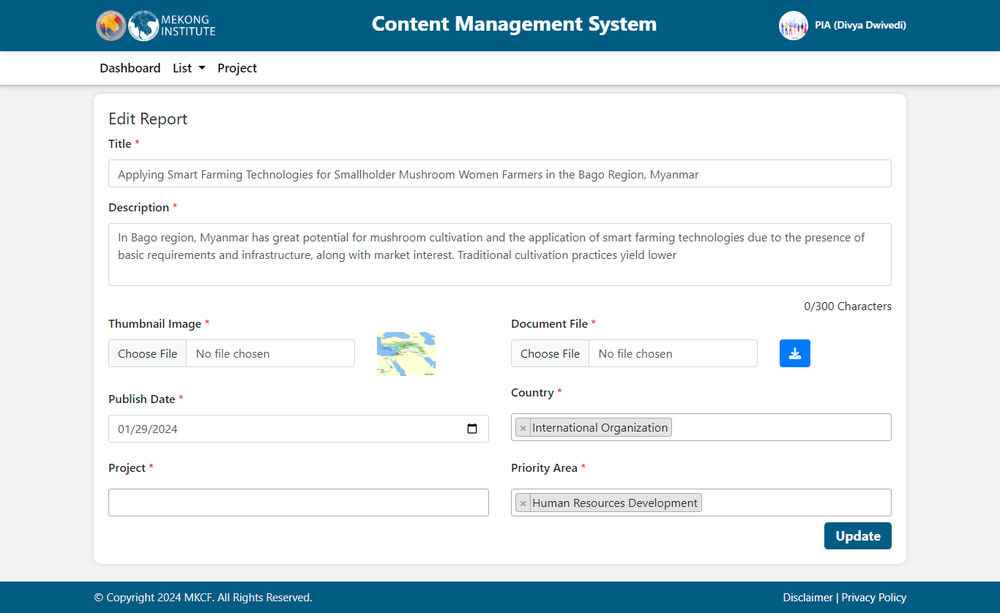 MEKONG
INSTITUTE
Content Management System
PIA (Divya Dwivedi)
Dashboard List Project
Edit Report
Title *
Applying Smart Farming Technologies for Smallholder Mushroom Women Farmers in the Bago Region, Myanmar
Description *
In Bago region, Myanmar has great potential for mushroom cultivation and the application of smart farming technologies due to the presence of
basic requirements and infrastructure, along with market interest. Traditional cultivation practices yield lower
0/300 Characters
Thumbnail Image *
Choose File No file chosen
Document File *
Choose File No file chosen
Publish Date *
01/29/2024
Country *
× International Organization
Project *
Priority Area *
× Human Resources Development
Update
© Copyright 2024 MKCF. All Rights Reserved.
Disclaimer | Privacy Policy